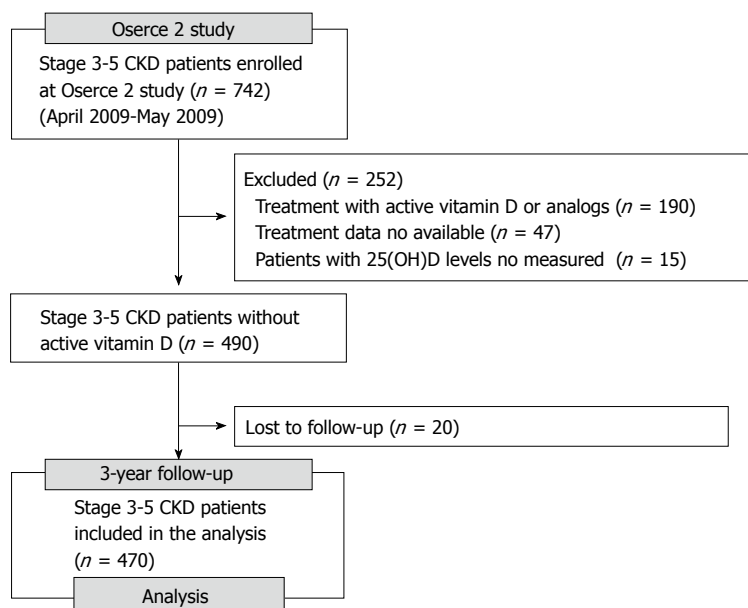 Oserce 2 study
Stage 3-5 CKD patients enrolled
at Oserce 2 study (n = 742)
(April 2009-May 2009)
Excluded (n = 252)
Treatment with active vitamin D or analogs (n = 190)
Treatment data no available (n = 47)
Patients with 25(OH)D levels no measured (n = 15)
Stage 3-5 CKD patients without
active vitamin D (n = 490)
Lost to follow-up (n = 20)
3-year follow-up
Stage 3-5 CKD patients
included in the analysis
(n = 470)
Analysis